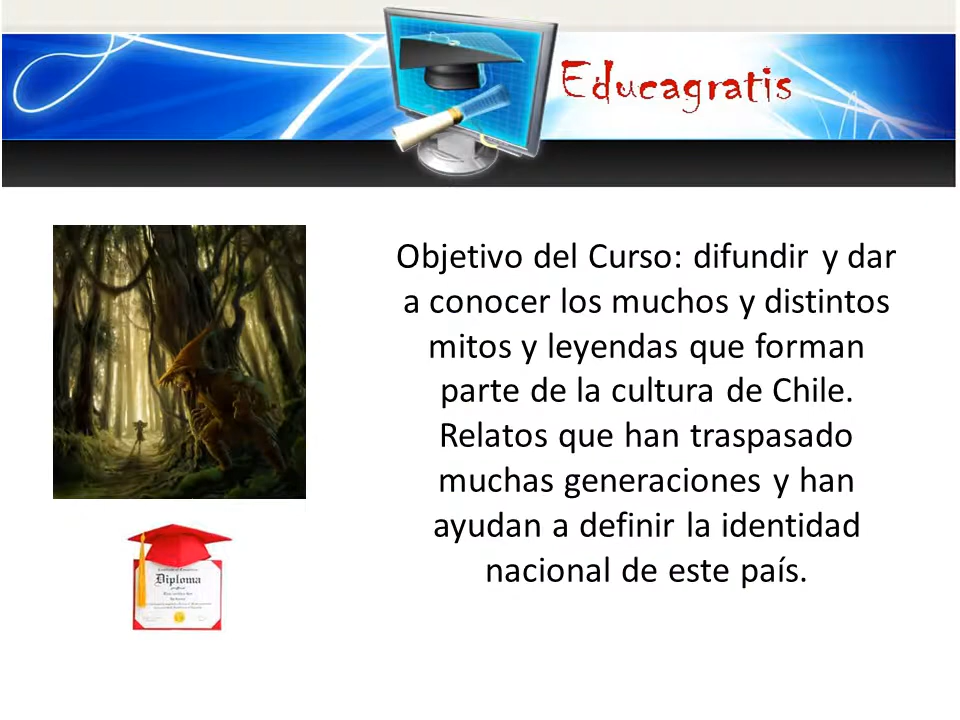 Educagratis
Objetivo del Curso: difundir y dar
a conocer los muchos y distintos
mitos y leyendas que forman
parte de la cultura de Chile.
Relatos que han traspasado
muchas generaciones y han
ayudan a definir la identidad
nacional de este país.
Diploma